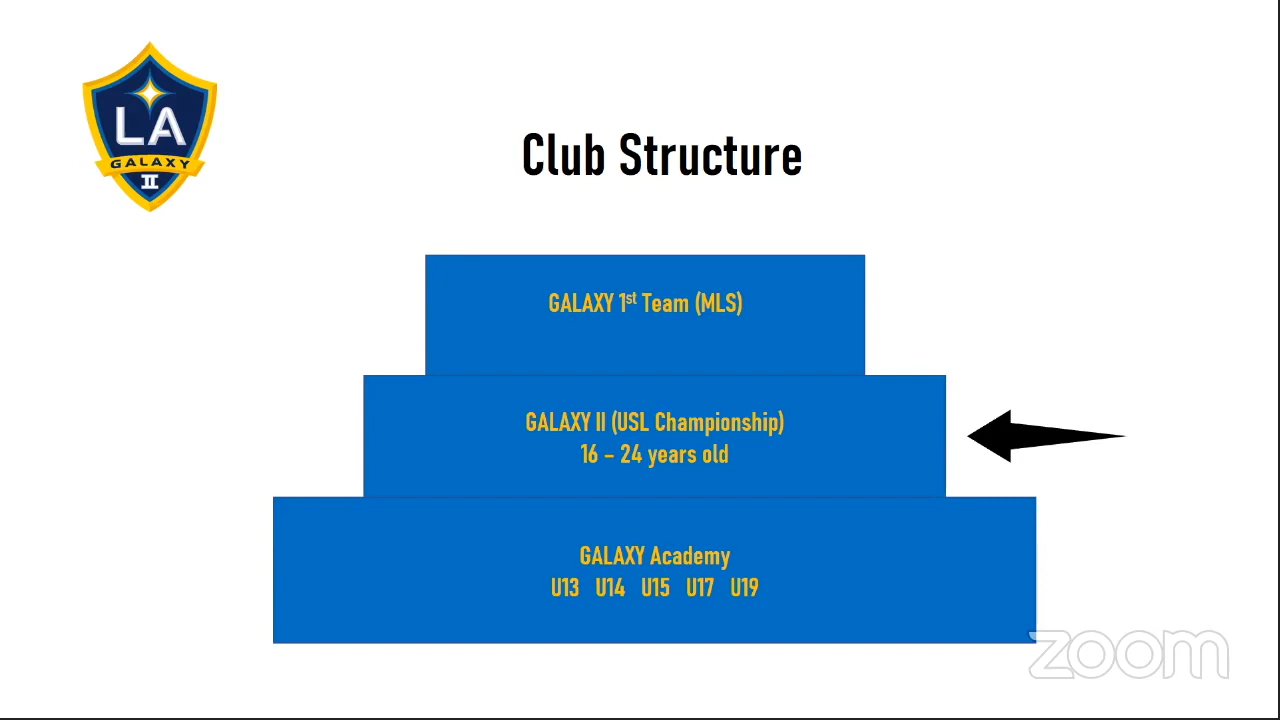 LA
GALAXY
II
Club Structure
GALAXY 1st Team (MLS)
GALAXY II (USL Championship)
16 – 24 years old
GALAXY Academy
U13 U14 U15 U17 U19
zoom